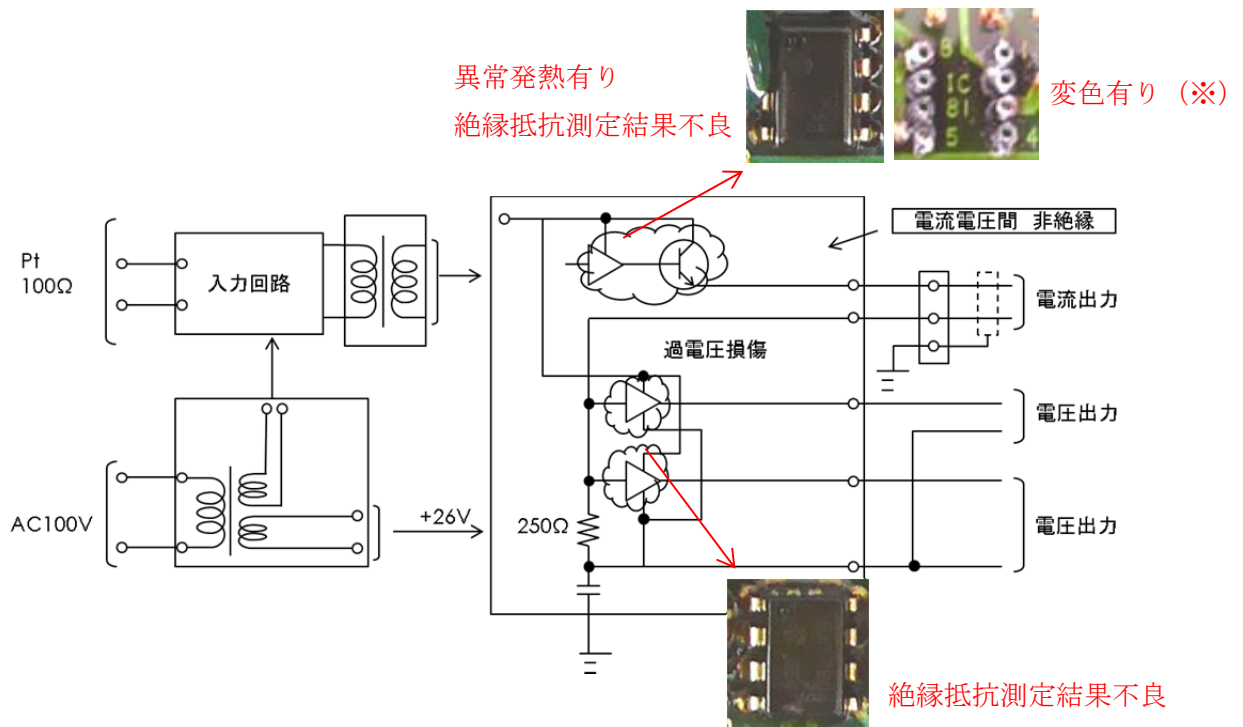 異常発熱有り
絶縁抵抗測定結果不良
8
1
IC
81
5
4
変色有り（※）
電流電圧間 非絶縁
Pt
100Ω
入力回路
電流出力
過電圧損傷
電圧出力
AC100V
+26V
250Ω
電圧出力
絶縁抵抗測定結果不良